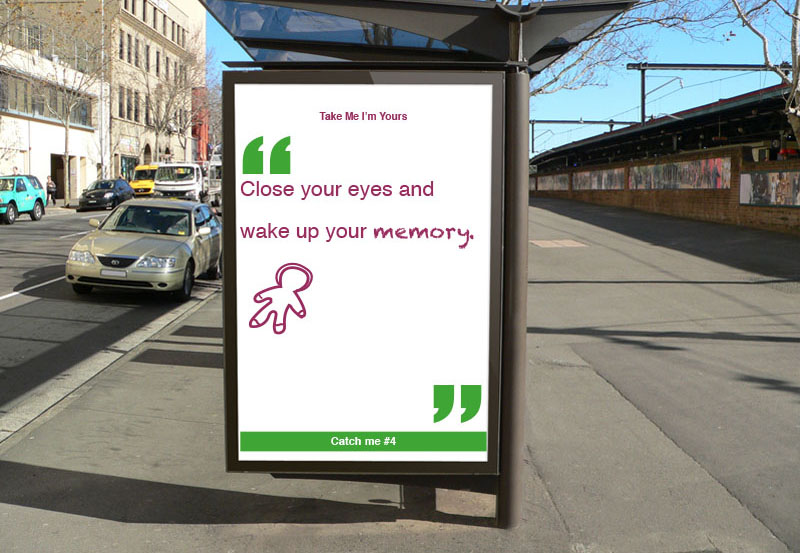 Take Me I'm Yours
“
Close your eyes and
wake up your memory.
”
Catch me #4